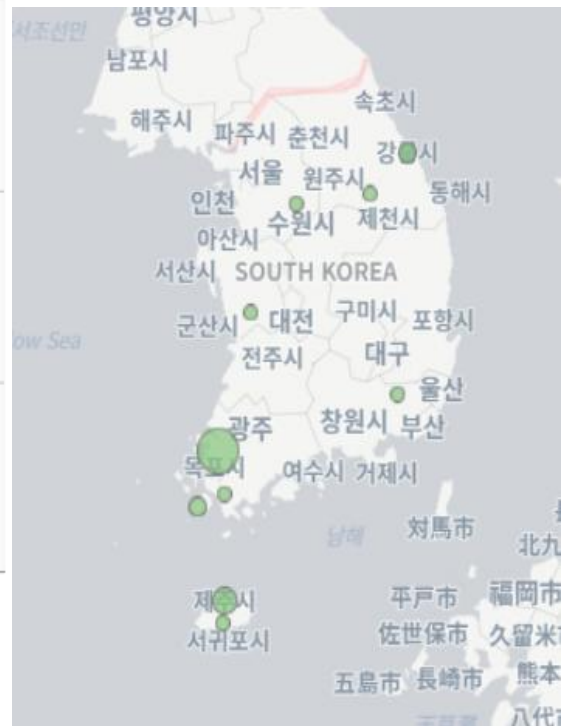 평양시
서조선만
남포시
속초시
해주시
파주시 춘천시
강
시
서울 원주시
동해시
인천
수원시 제천시
아산시
서산시 SOUTH KOREA
구미시
군산시 대전 포항시
ow Sea
전주시 대구
울산
창원시 부산
광주
목포시 여수시 거제시
남해
対馬市
北九
제주시 平戸市 福岡市
서귀포시 佐世保市 久留米市
五島市 長崎市 熊本
八代市